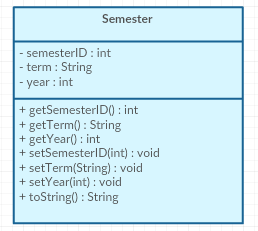 Semester
- semesterID : int
- term : String
- year : int
+ getSemesterID() : int
+ getTerm() : String
+ getYear() : int
+ setSemesterID(int) : void
+ setTerm(String) : void
+ setYear(int) : void
+ toString() : String